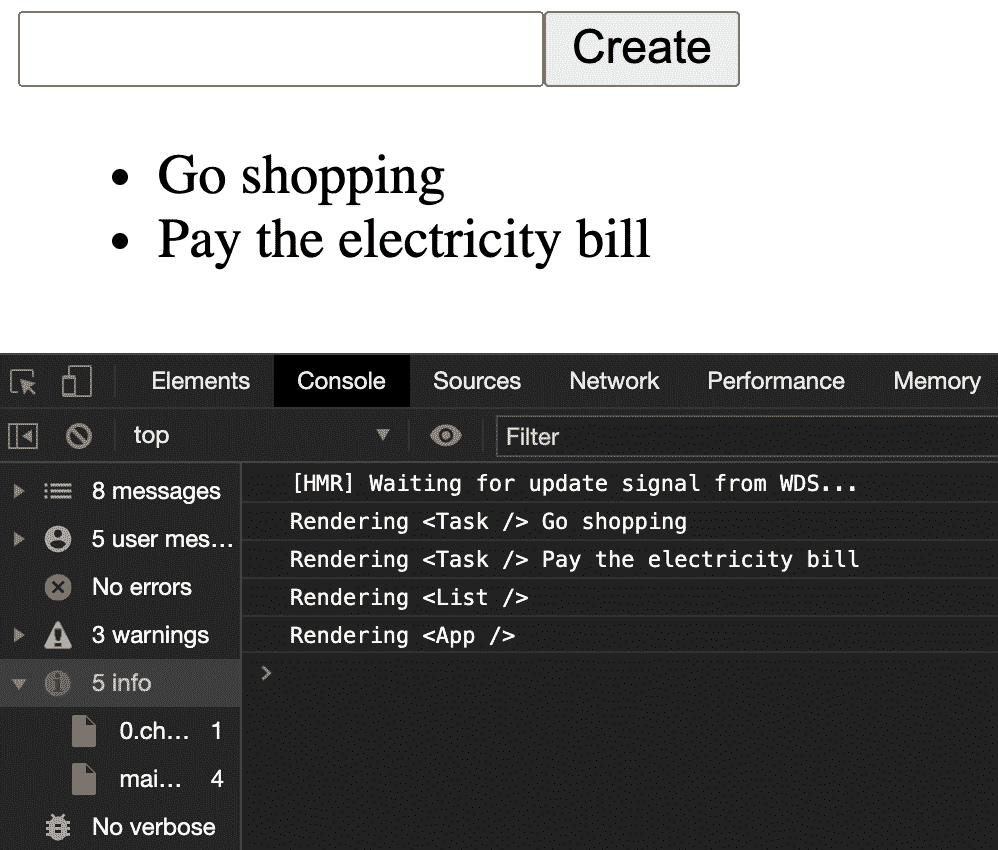 Create
• Go shopping
• Pay the electricity bill
Elements Console Sources Network Performance Memory
top Filter
8 messages
5 user mes...
No errors
3 warnings
5 info
0.ch... 1
mai... 4
No verbose
[HMR] Waiting for update signal from WDS...
Rendering <Task /> Go shopping
Rendering <Task /> Pay the electricity bill
Rendering <List />
Rendering <App />
>